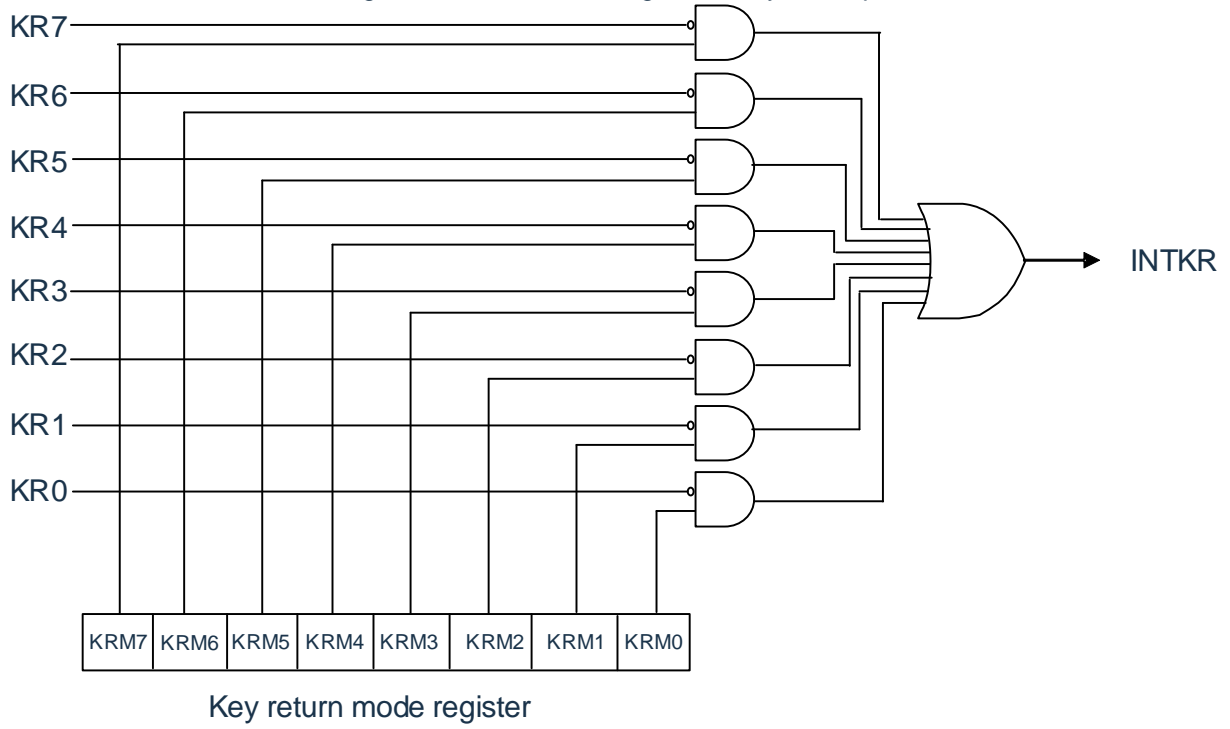 KR7
KR6
KR5
KR4
KR3
INTKR
KR2
KR1
KR0
KRM7 KRM6 KRM5 KRM4 KRM3 KRM2 KRM1 KRM0
Key return mode register